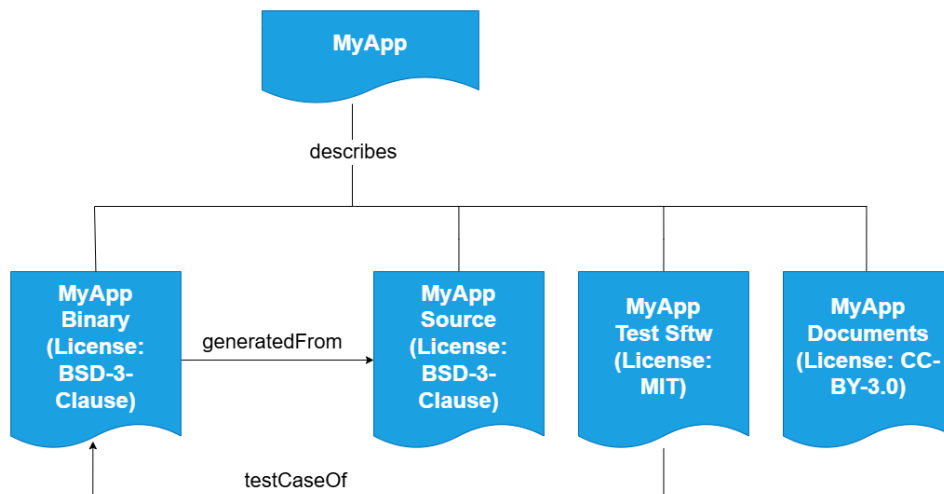 MyApp
describes
MyApp
Binary
(License:
BSD-3-
Clause)
generatedFrom
MyApp
Source
(License:
BSD-3-
Clause)
MyApp
Test Sftw
(License:
MIT)
MyApp
Documents
(License: CC-
BY-3.0)
testCaseOf